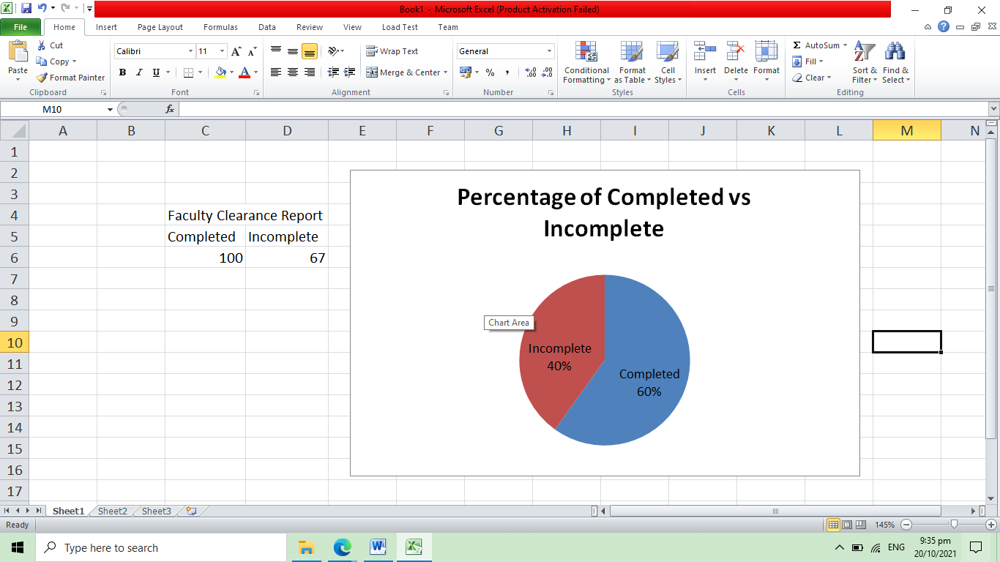 Book1 - Microsoft Excel (Product Activation Failed)
File Home Insert Page Layout Formulas Data Review View Load Test Team
Paste
Cut
Copy
Format Painter
Clipboard
Calibri 11
B I U A
Font
Wrap Text
Merge & Center
Alignment
General
% ,
Number
Conditional Formatting
Format as Table
Cell Styles
Styles
Insert Delete Format
Cells
Σ AutoSum
Fill
Clear
Sort & Filter
Find & Select
Editing
M10 fx
A B C D E F G H I J K L M N
1
2
3
4 Faculty Clearance Report
5 Completed Incomplete
6 100 67
7
8
9
10
11
12
13
14
15
16
17
Percentage of Completed vs
Incomplete
Chart Area
Incomplete
40%
Completed
60%
Sheet1 Sheet2 Sheet3
Ready 145%
Type here to search
ENG
9:35 pm
20/10/2021